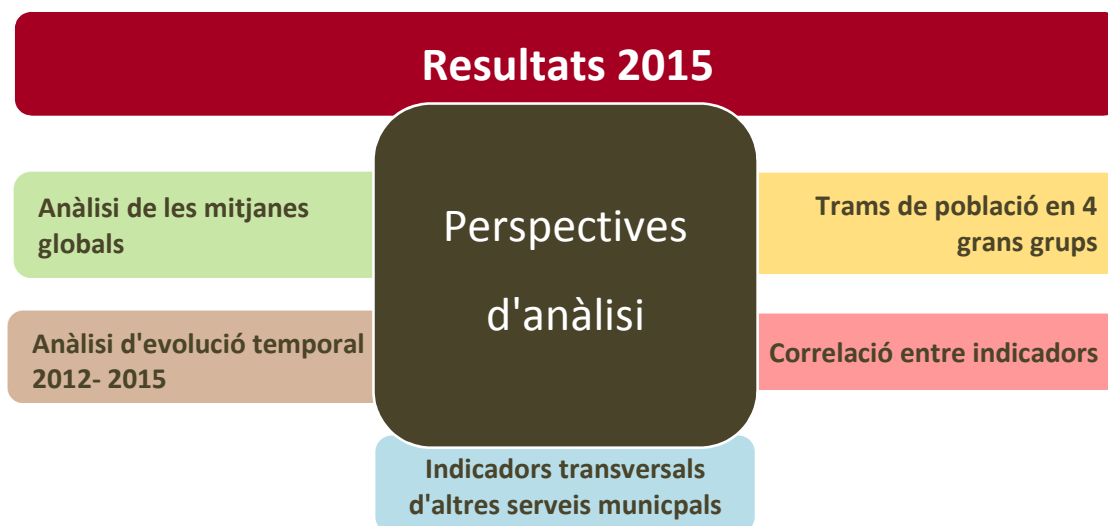 Resultats 2015
Perspectives
d'anàlisi
Anàlisi de les mitjanes
globals
Anàlisi d'evolució temporal
2012- 2015
Trams de població en 4
grans grups
Correlació entre indicadors
Indicadors transversals
d'altres serveis municpals